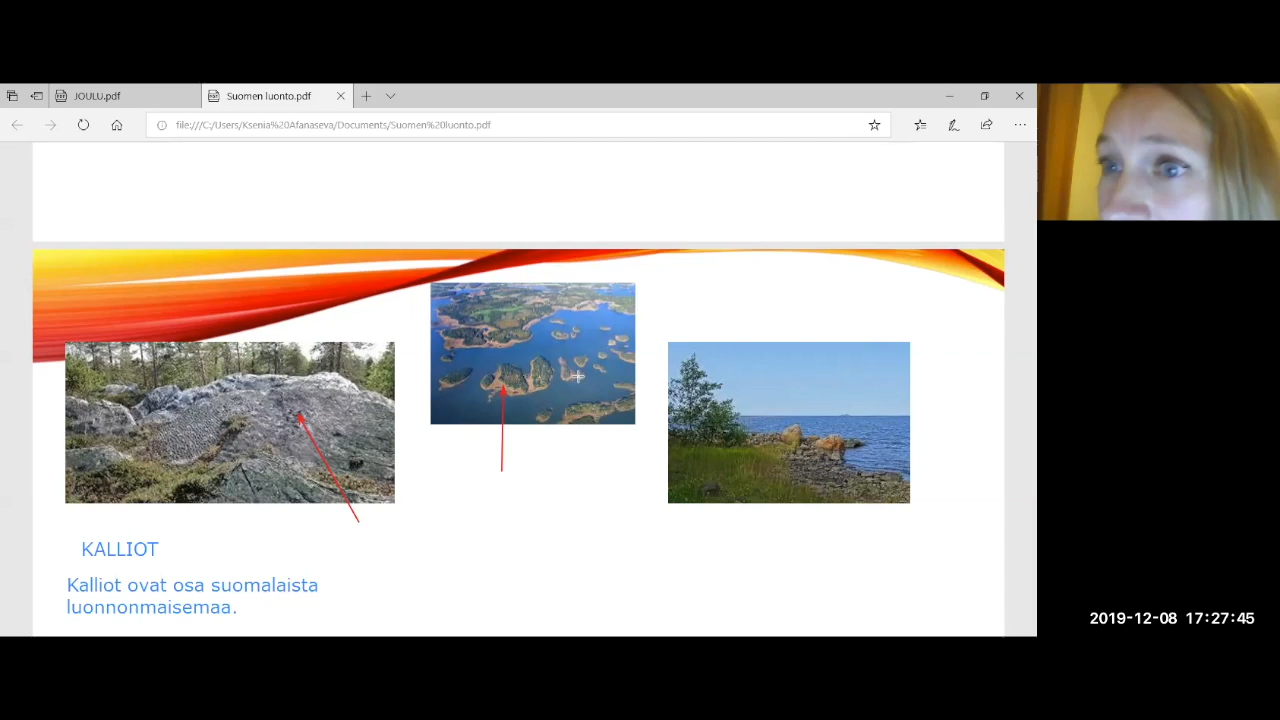 JOULU.pdf
Suomen luonto.pdf
file:///C:/Users/Ksenia%20Afanaseva/Documents/Suomen%20luonto.pdf
KALLIOT
Kalliot ovat osa suomalaista
luonnonmaisemaa.
2019-12-08 17:27:45